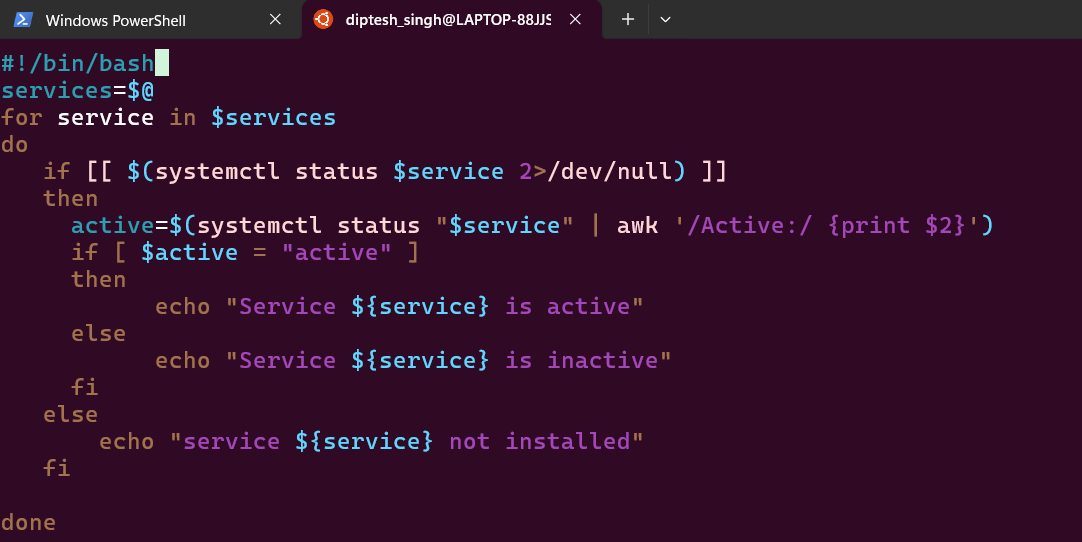 Windows PowerShell
diptesh_singh@LAPTOP-88JJS
#!/bin/bash
services=$@
for service in $services
do
   if [[ $(systemctl status $service 2>/dev/null) ]]
   then
     active=$(systemctl status "$service" | awk '/Active:/ {print $2}')
     if [ $active = "active" ]
     then
           echo "Service ${service} is active"
     else
           echo "Service ${service} is inactive"
     fi
   else
       echo "service ${service} not installed"
   fi
done